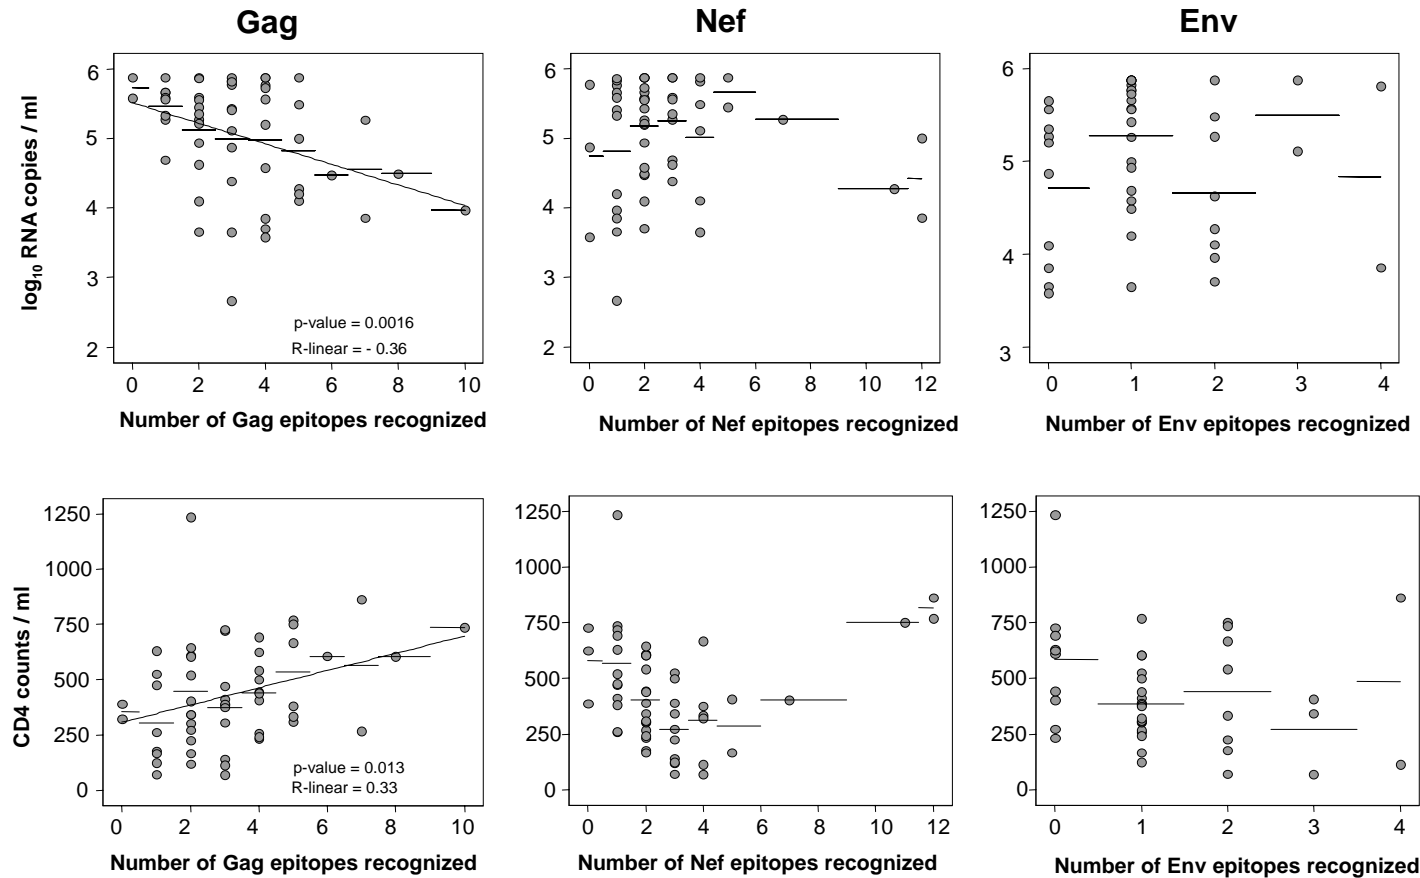 Gag
Nef
Env
log10 RNA copies / ml
6
5
4
3
2
p-value = 0.0016
R-linear = - 0.36
0 2 4 6 8 10
Number of Gag epitopes recognized
6
5
4
3
2
0 2 4 6 8 10 12
Number of Nef epitopes recognized
6
5
4
3
0 1 2 3 4
Number of Env epitopes recognized
CD4 counts / ml
1250
1000
750
500
250
0
p-value = 0.013
R-linear = 0.33
0 2 4 6 8 10
Number of Gag epitopes recognized
1250
1000
750
500
250
0
0 2 4 6 8 10 12
Number of Nef epitopes recognized
1250
1000
750
500
250
0
0 1 2 3 4
Number of Env epitopes recognized